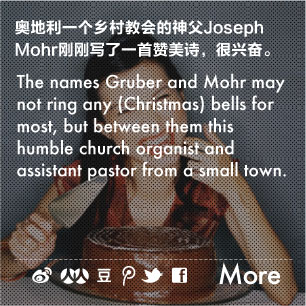 奥地利一个乡村教会的神父Joseph
Mohr刚刚写了一首赞美诗，很兴奋。
The names Gruber and Mohr may
not ring any (Christmas) bells for
most, but between them this
humble church organist and
assistant pastor from a small town.
豆 More